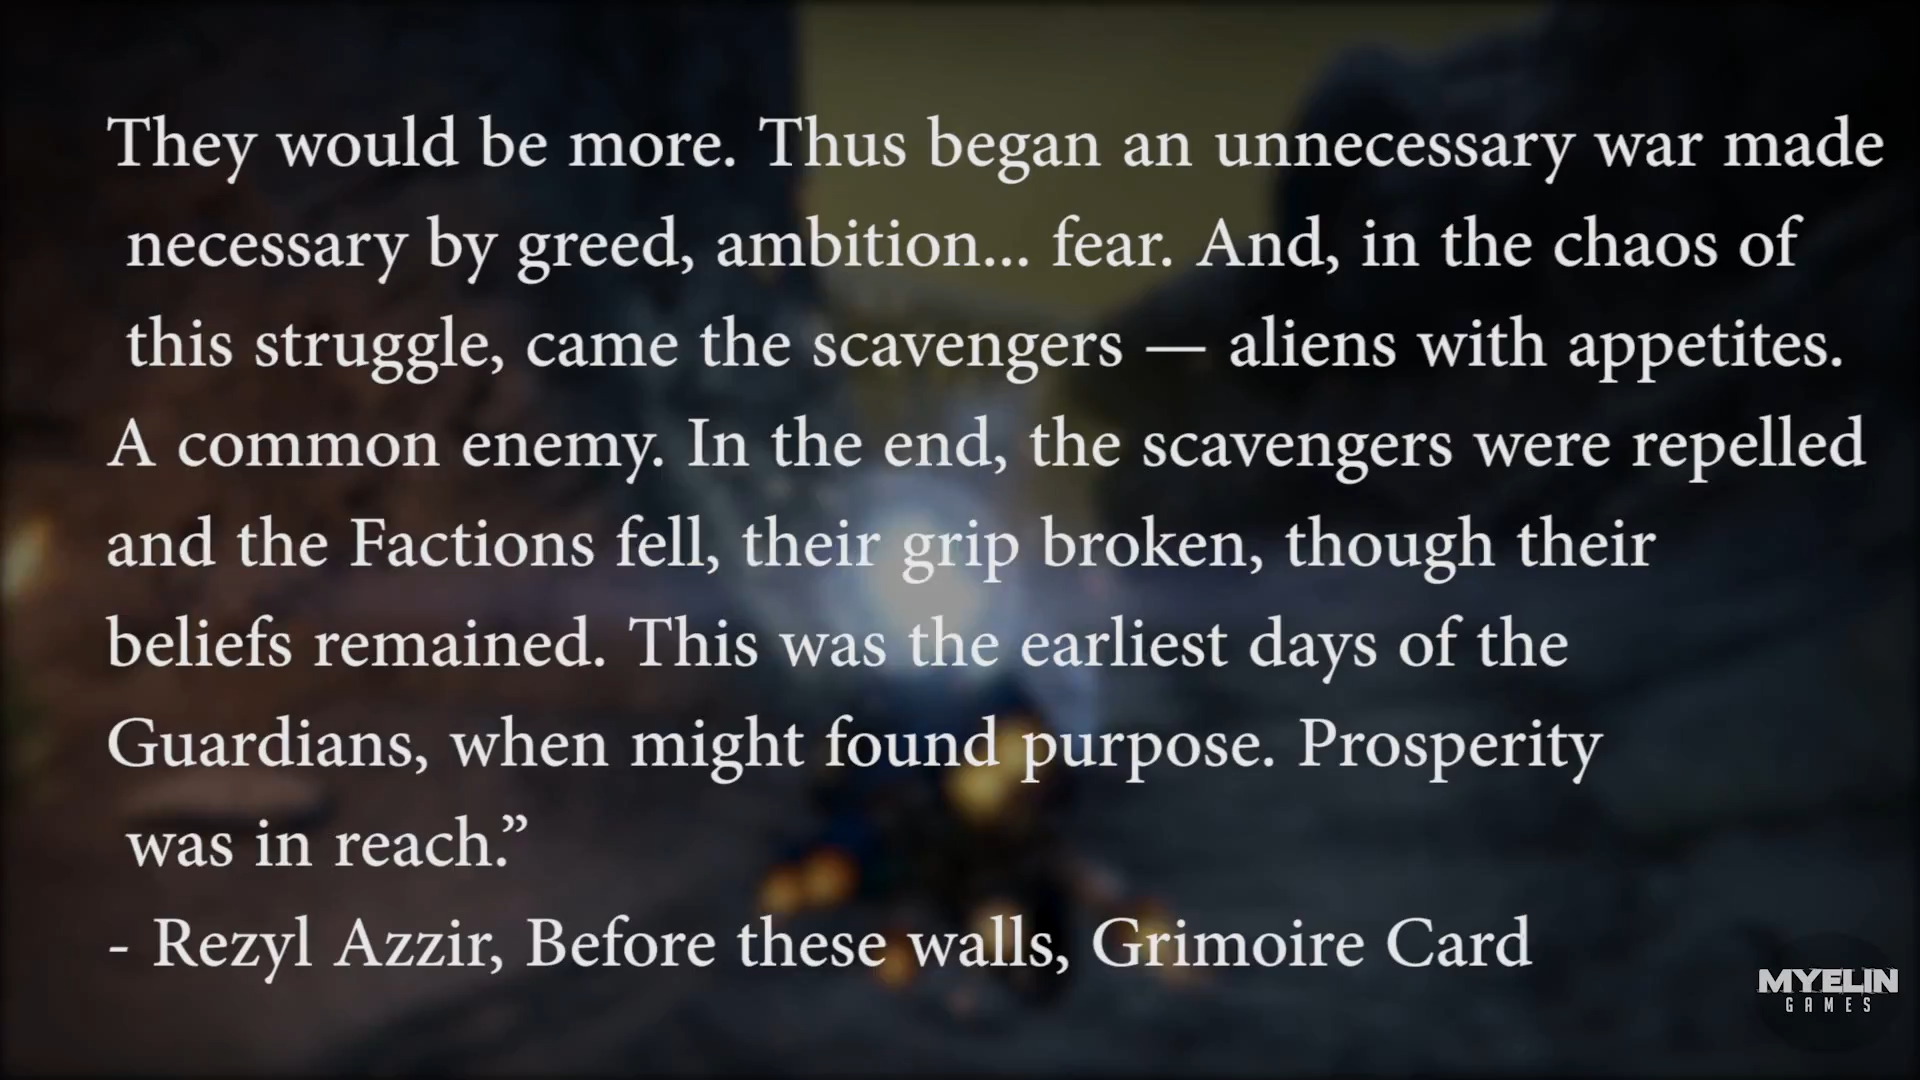 They would be more. Thus began an unnecessary war made
necessary by greed, ambition... fear. And, in the chaos of
this struggle, came the scavengers — aliens with appetites.
A common enemy. In the end, the scavengers were repelled
and the Factions fell, their grip broken, though their
beliefs remained. This was the earliest days of the
Guardians, when might found purpose. Prosperity
was in reach.”
- Rezyl Azzir, Before these walls, Grimoire Card
MYELIN
GAMES